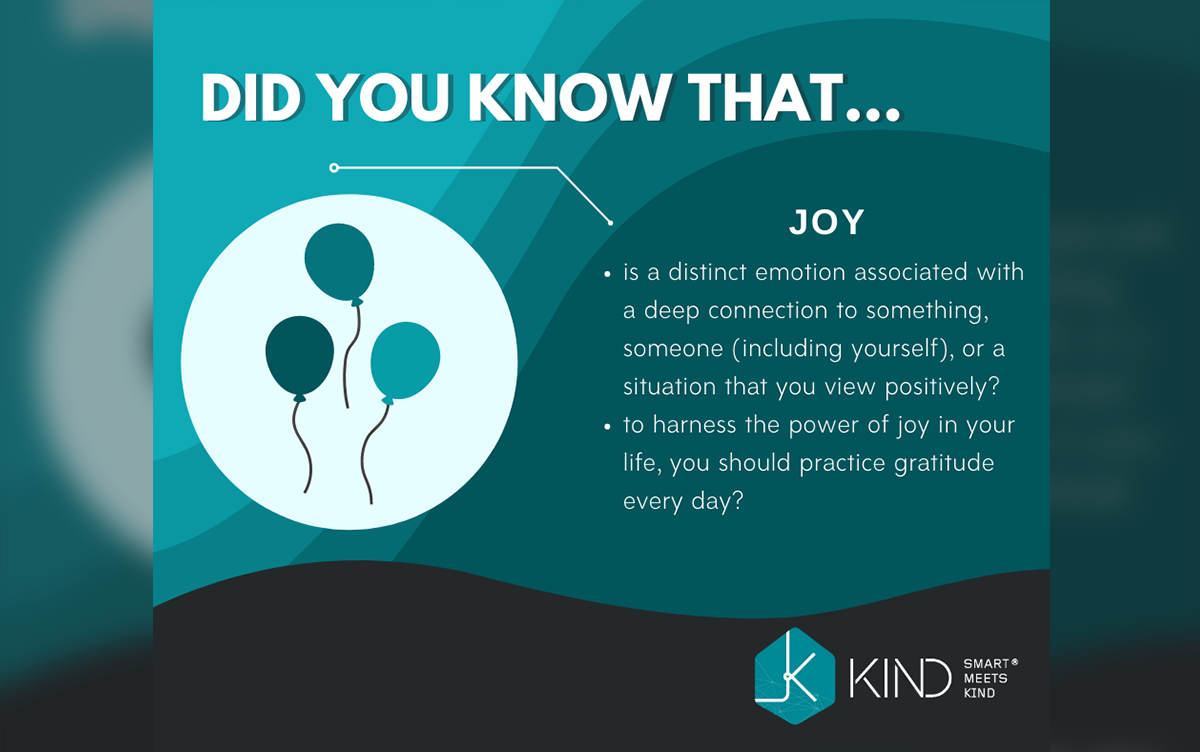 DID YOU KNOW THAT...
JOY
• is a distinct emotion associated with
a deep connection to something,
someone (including yourself), or a
situation that you view positively?
• to harness the power of joy in your
life, you should practice gratitude
every day?
KIND
SMART®
MEETS
KIND